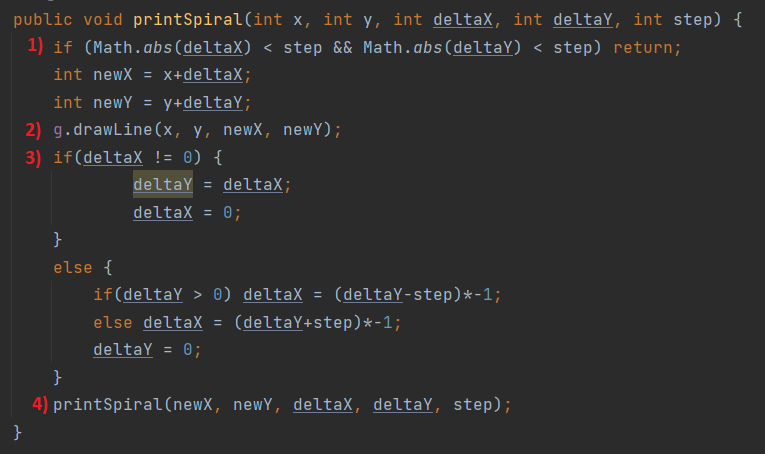 public void printSpiral(int x, int y, int deltaX, int deltaY, int step) {
1) if (Math.abs(deltaX) < step && Math.abs(deltaY) < step) return;
int newX = x+deltaX;
int newY = y+deltaY;
2) g.drawLine(x, y, newX, newY);
3) if(deltaX != 0) {
deltaY = deltaX;
deltaX = 0;
}
else {
if(deltaY > 0) deltaX = (deltaY-step)*-1;
else deltaX = (deltaY+step)*-1;
deltaY = 0;
}
4) printSpiral(newX, newY, deltaX, deltaY, step);
}